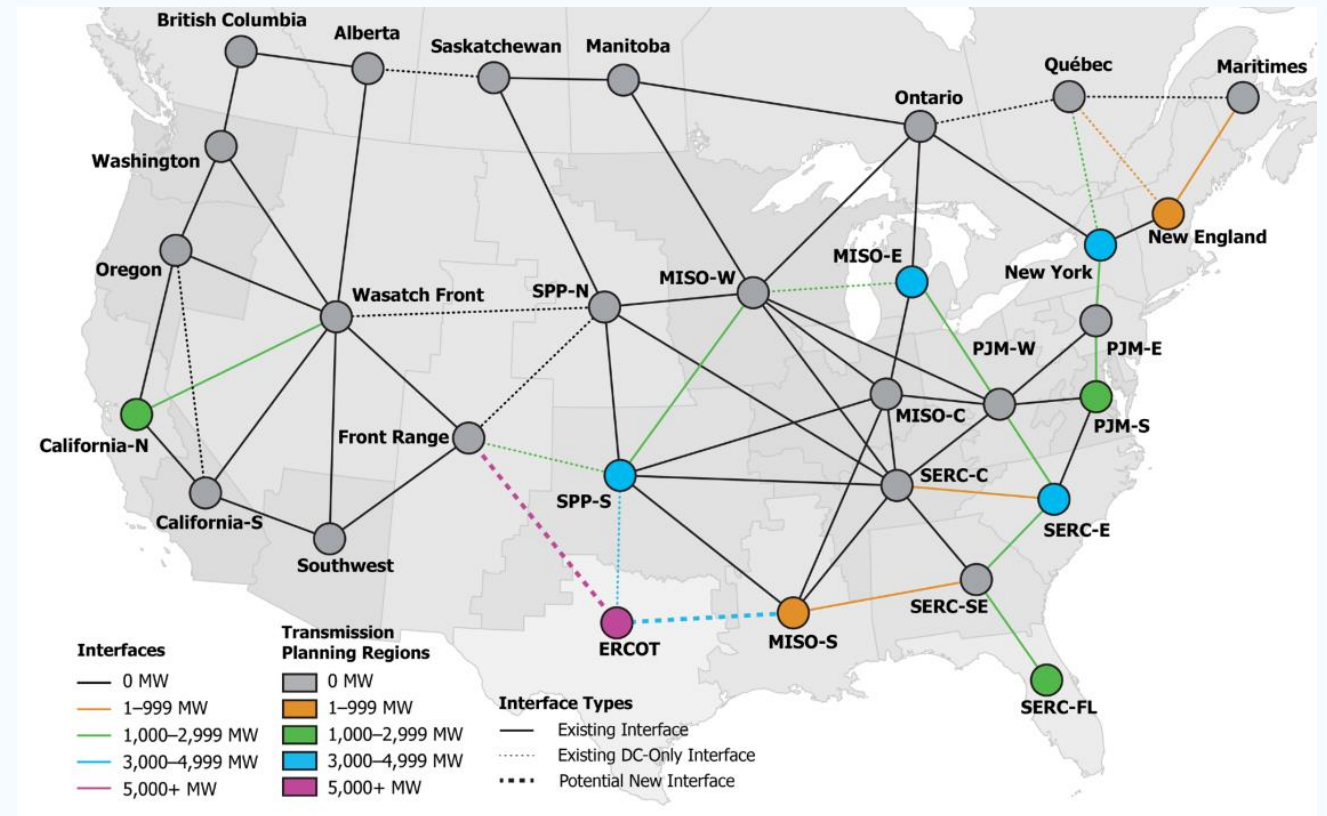 British Columbia
Alberta
Saskatchewan
Manitoba
Québec
Maritimes
Ontario
Washington
New England
Oregon
MISO-E
New York
Wasatch Front
SPP-N
MISO-W
PJM-W
PJM-E
California-N
Front Range
MISO-C
PJM-S
SPP-S
SERC-C
California-S
SERC-E
Southwest
SERC-SE
ERCOT
MISO-S
SERC-FL
Interfaces
0 MW
1–999 MW
1,000–2,999 MW
3,000–4,999 MW
5,000+ MW
Transmission
Planning Regions
0 MW
1–999 MW
1,000–2,999 MW
3,000–4,999 MW
5,000+ MW
Interface Types
Existing Interface
Existing DC-Only Interface
Potential New Interface